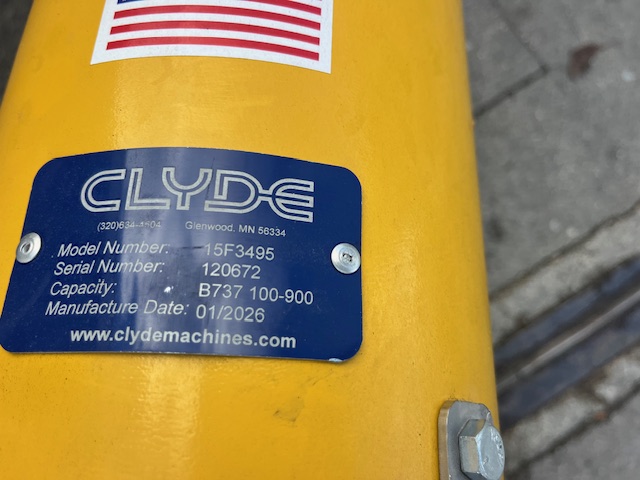 CLYDE
Glenwood, MN 56334
Model Number: 15F3495
Serial Number: 120672
Capacity: B737 100-900
Manufacture Date: 01/2026
www.clydemachines.com